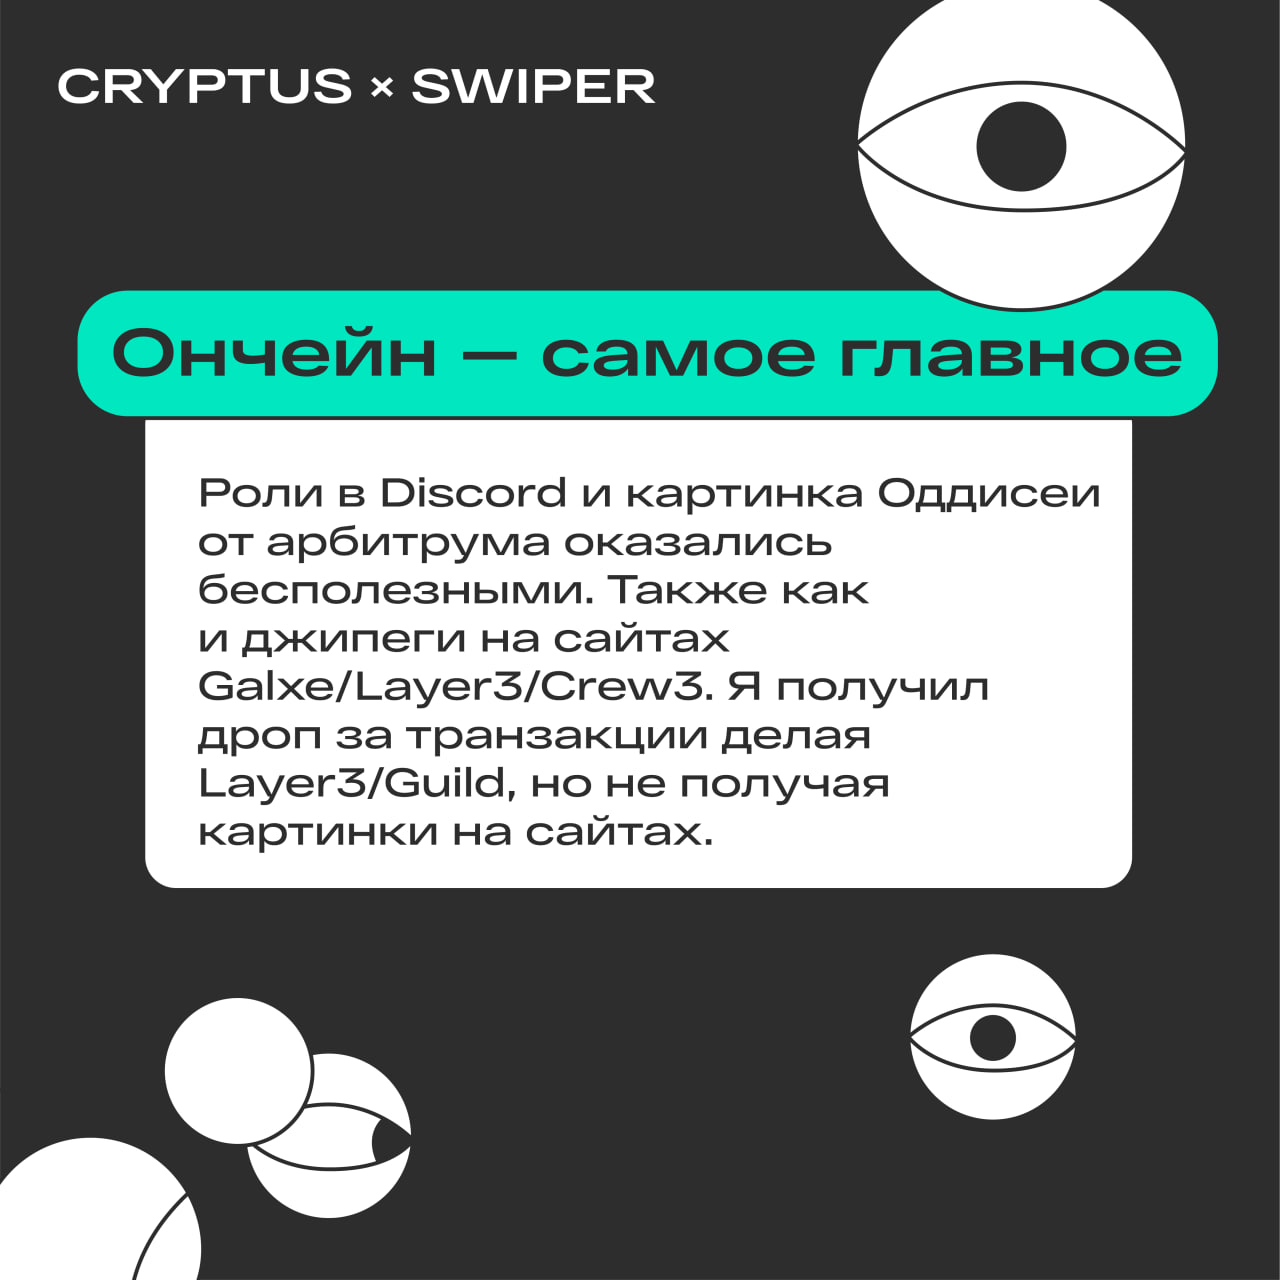 CRYPTUS × SWIPER
Ончейн — самое главное
Роли в Discord и картинка Оддисеи
от арбитрума оказались
бесполезными. Также как
и джипеги на сайтах
Galxe/Layer3/Crew3. Я получил
дроп за транзакции делая
Layer3/Guild, но не получая
картинки на сайтах.